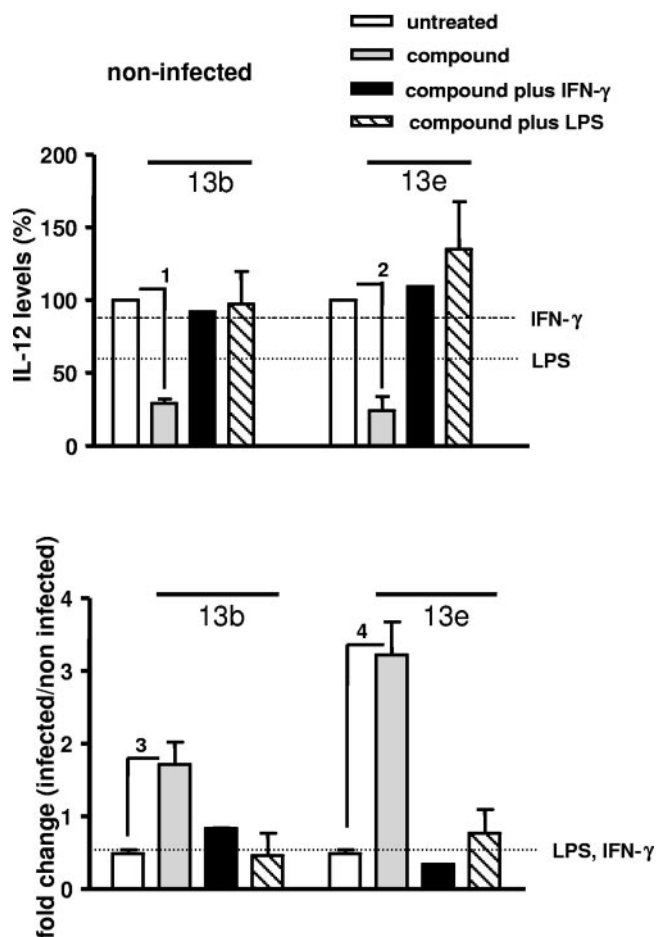 untreated
compound
compound plus IFN-γ
compound plus LPS
non-infected
200
150
100
50
0
IL-12 levels (%)
13b
13e
1
2
IFN-γ
LPS
4
3
2
1
0
fold change (infected/non infected)
13b
13e
3
4
LPS, IFN-γ